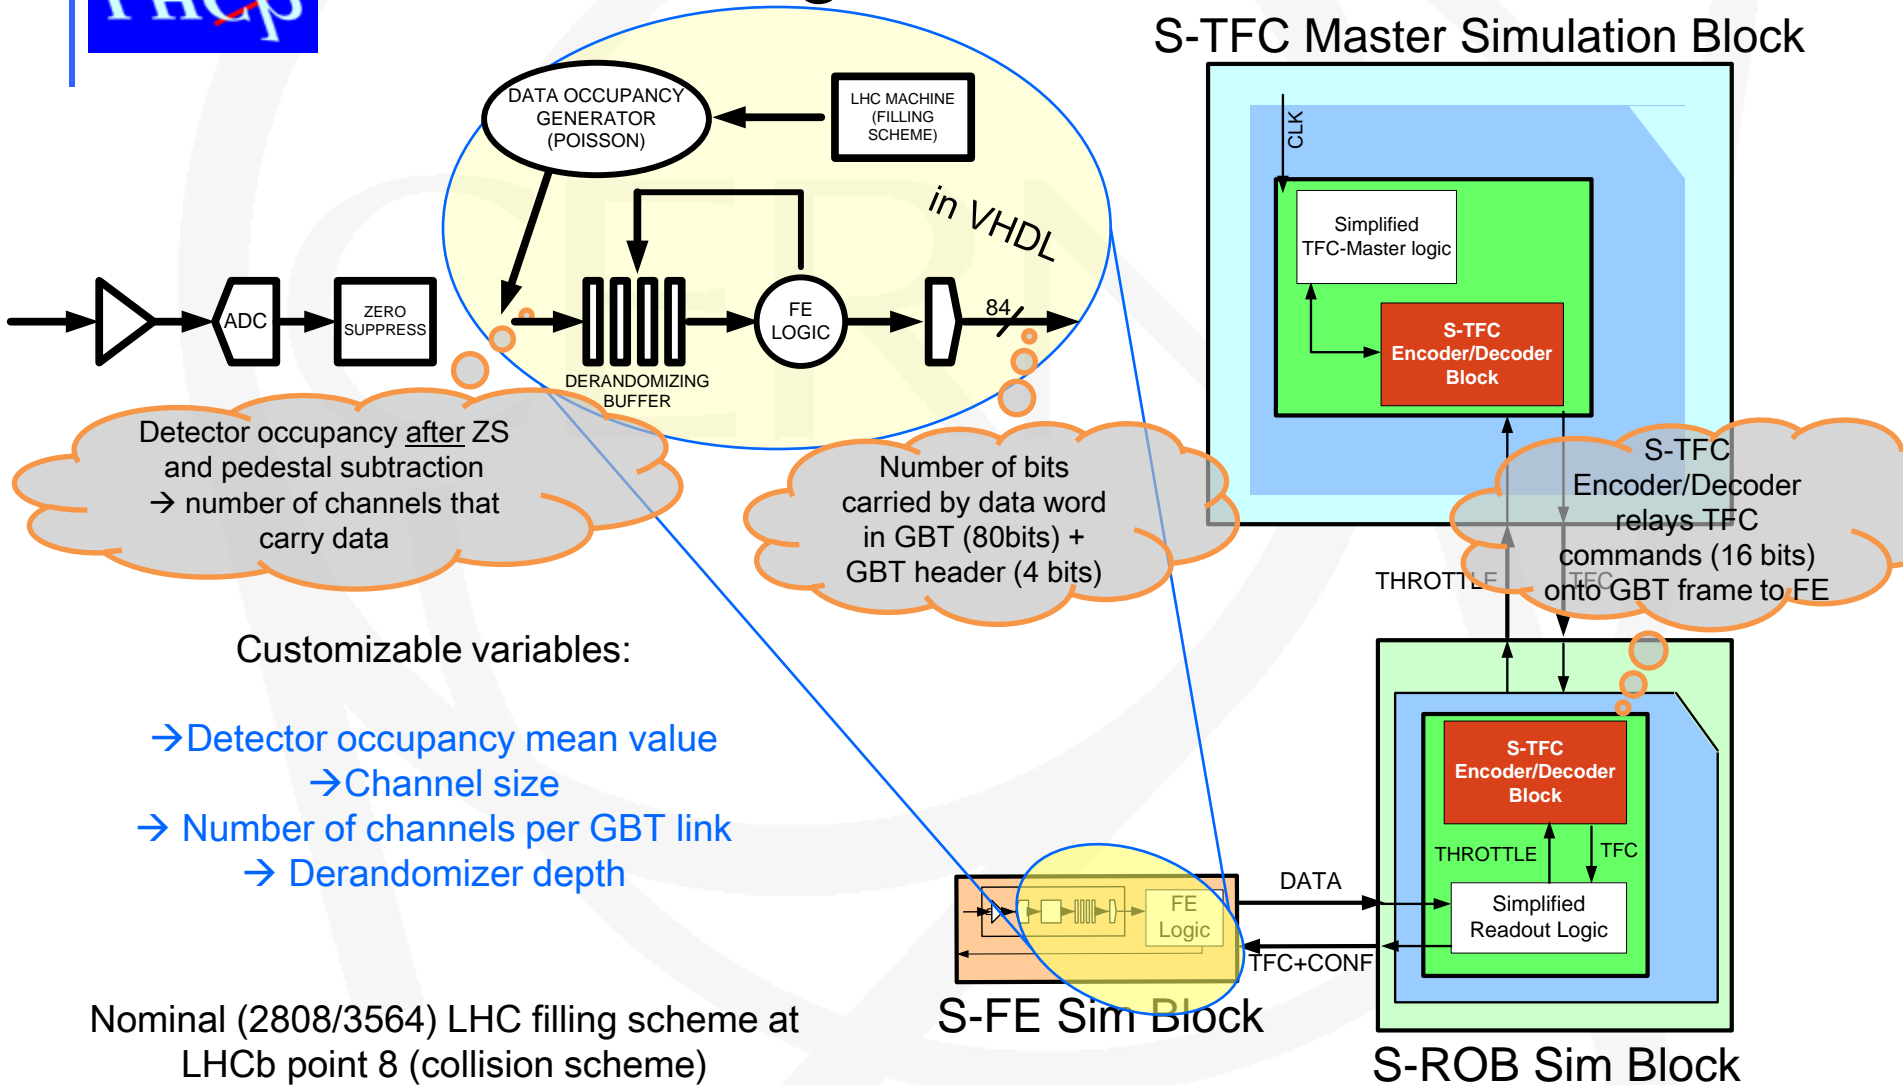 LHCb
S-TFC Master Simulation Block
DATA OCCUPANCY
GENERATOR
(POISSON)
LHC MACHINE
(FILLING
SCHEME)
in VHDL
ADC
ZERO
SUPPRESS
DERANDOMIZING
BUFFER
FE
LOGIC
84
CLK
Simplified
TFC-Master logic
S-TFC
Encoder/Decoder
Block
Detector occupancy after ZS
and pedestal subtraction
→ number of channels that
carry data
Number of bits
carried by data word
in GBT (80bits) +
GBT header (4 bits)
S-TFC
Encoder/Decoder
relays TFC
commands (16 bits)
onto GBT frame to FE
THROTTLE
TFC
Customizable variables:
→Detector occupancy mean value
→Channel size
→ Number of channels per GBT link
→ Derandomizer depth
S-TFC
Encoder/Decoder
Block
THROTTLE
TFC
Simplified
Readout Logic
DATA
TFC+CONF
FE
Logic
S-FE Sim Block
S-ROB Sim Block
Nominal (2808/3564) LHC filling scheme at
LHCb point 8 (collision scheme)
CERN